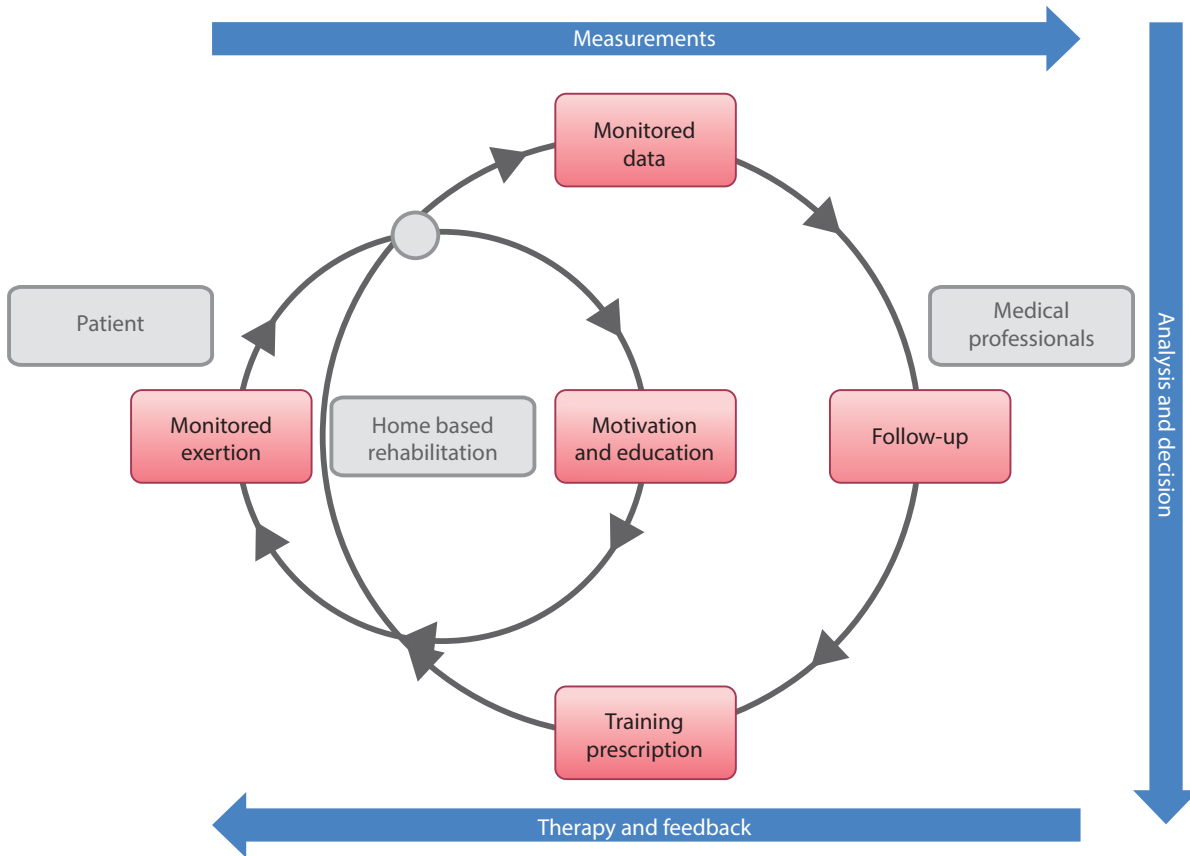 Measurements
Monitored
data
Patient
Medical
professionals
Analysis and decision
Monitored
exertion
Home based
rehabilitation
Motivation
and education
Follow-up
Training
prescription
Therapy and feedback